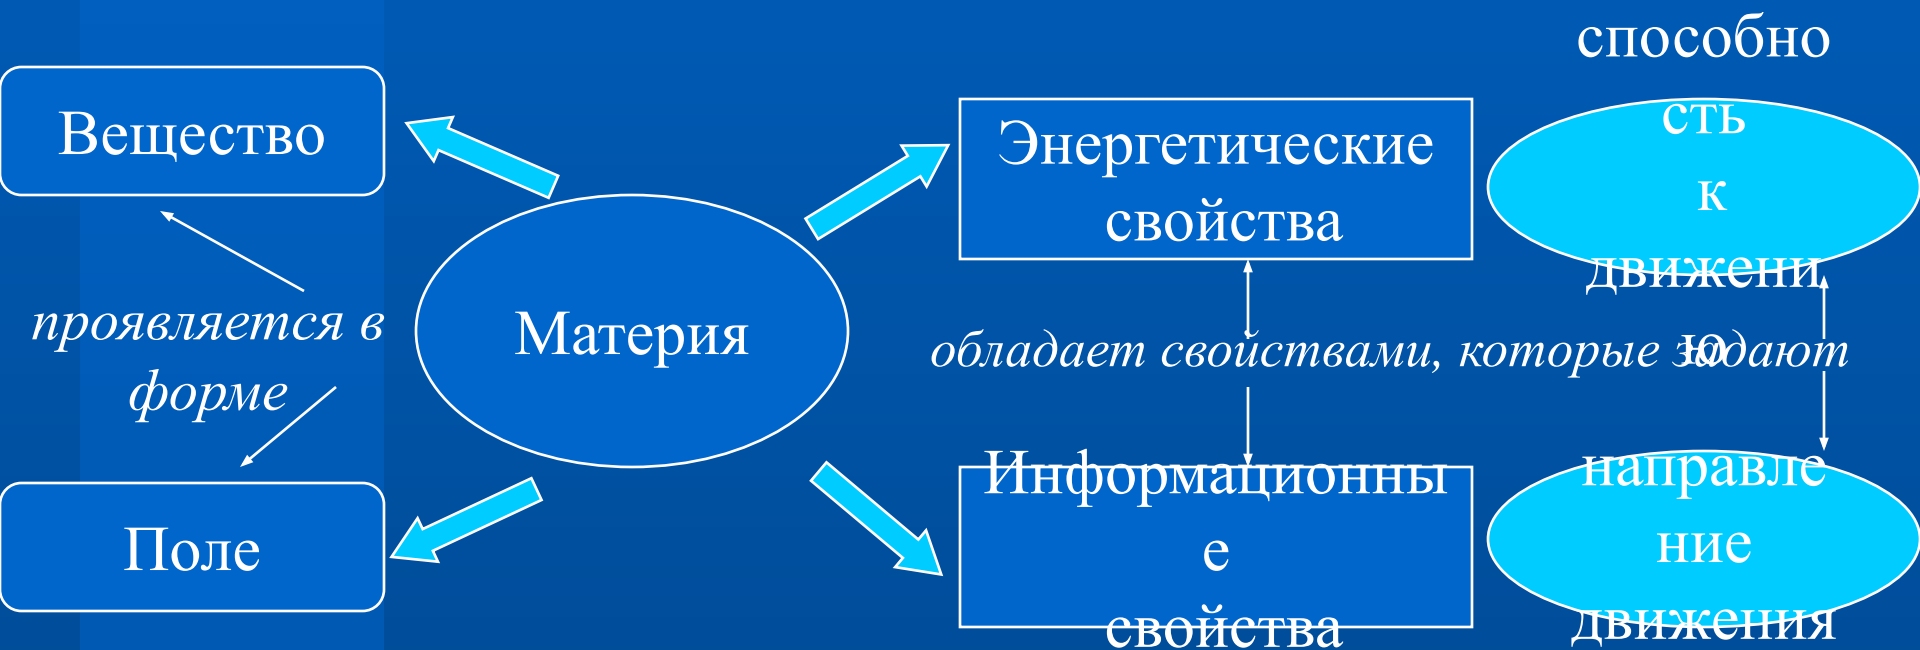 Вещество
проявляется в
форме
Поле
Материя
Энергетические
свойства
обладает свойствами, которые задают
Информационны
е
свойства
способно
сть
к
движени
ю
направле
ние
движения